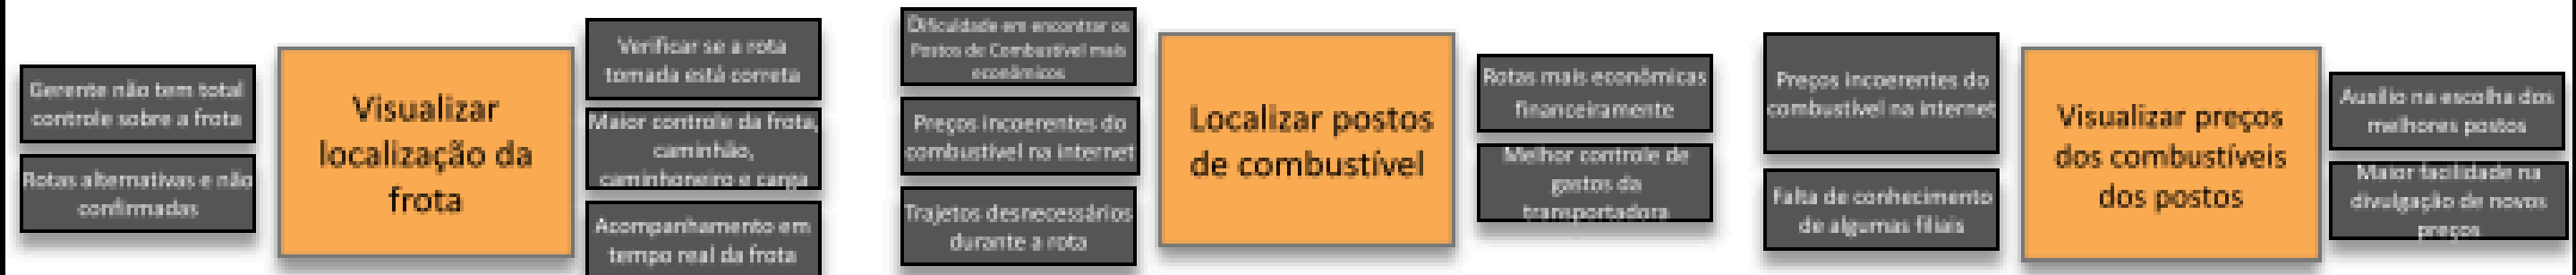 Gerente não tem total
controle sobre a frota
Rotas alternativas e não
confirmadas
Visualizar
localização da
frota
Verificar se a rota
tomada está correta
Maior controle da frota,
caminhão,
caminhoneiro e carga
Acompanhamento em
tempo real da frota
Dificuldade em encontrar os
Postos de Combustível mais
econômicos
Preços incoerentes do
combustível na internet
Trajetos desnecessários
durante a rota
Localizar postos
de combustível
Rotas mais econômicas
financeiramente
Melhor controle de
gastos da
transportadora
Preços incoerentes do
combustível na internet
Falta de conhecimento
de algumas filiais
Visualizar preços
dos combustíveis
dos postos
Auxílio na escolha dos
melhores postos
Maior facilidade na
divulgação de novos
preços